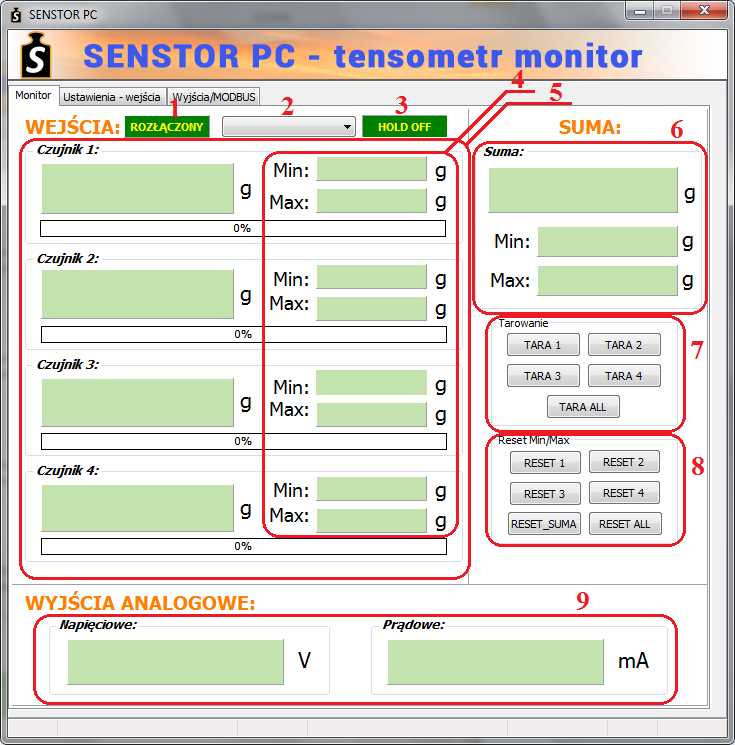 SENSTOR PC
S
SENSTOR PC - tensometr monitor
Monitor
Ustawienia - wejścia
Wyjścia/MODBUS
1
2
3
4
5
WEJŚCIA:
ROZŁĄCZONY
HOLD OFF
SUMA:
6
Czujnik 1:
g
Min:
g
Max:
g
0%
Czujnik 2:
g
Min:
g
Max:
g
0%
Czujnik 3:
g
Min:
g
Max:
g
0%
Czujnik 4:
g
Min:
g
Max:
g
0%
Suma:
g
Min:
g
Max:
g
Tarowanie
TARA 1
TARA 2
TARA 3
TARA 4
TARA ALL
7
Reset Min/Max
RESET 1
RESET 2
RESET 3
RESET 4
RESET_SUMA
RESET ALL
8
WYJŚCIA ANALOGOWE:
9
Napięciowe:
V
Prądowe:
mA